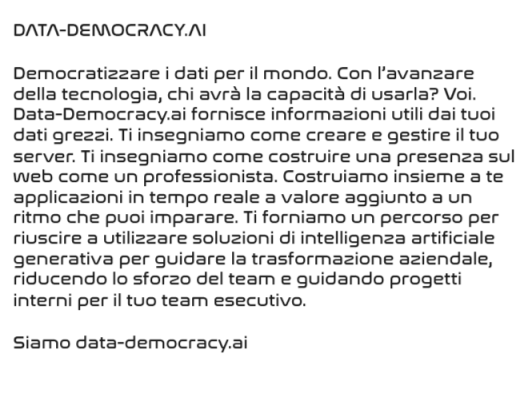 DATA-DEMOCRACY.AI
Democratizzare i dati per il mondo. Con l'avanzare
della tecnologia, chi avrà la capacità di usarla? Voi.
Data-Democracy.ai fornisce informazioni utili dai tuoi
dati grezzi. Ti insegniamo come creare e gestire il tuo
server. Ti insegniamo come costruire una presenza sul
web come un professionista. Costruiamo insieme a te
applicazioni in tempo reale a valore aggiunto a un
ritmo che puoi imparare. Ti forniamo un percorso per
riuscire a utilizzare soluzioni di intelligenza artificiale
generativa per guidare la trasformazione aziendale,
riducendo lo sforzo del team e guidando progetti
interni per il tuo team esecutivo.
Siamo data-democracy.ai